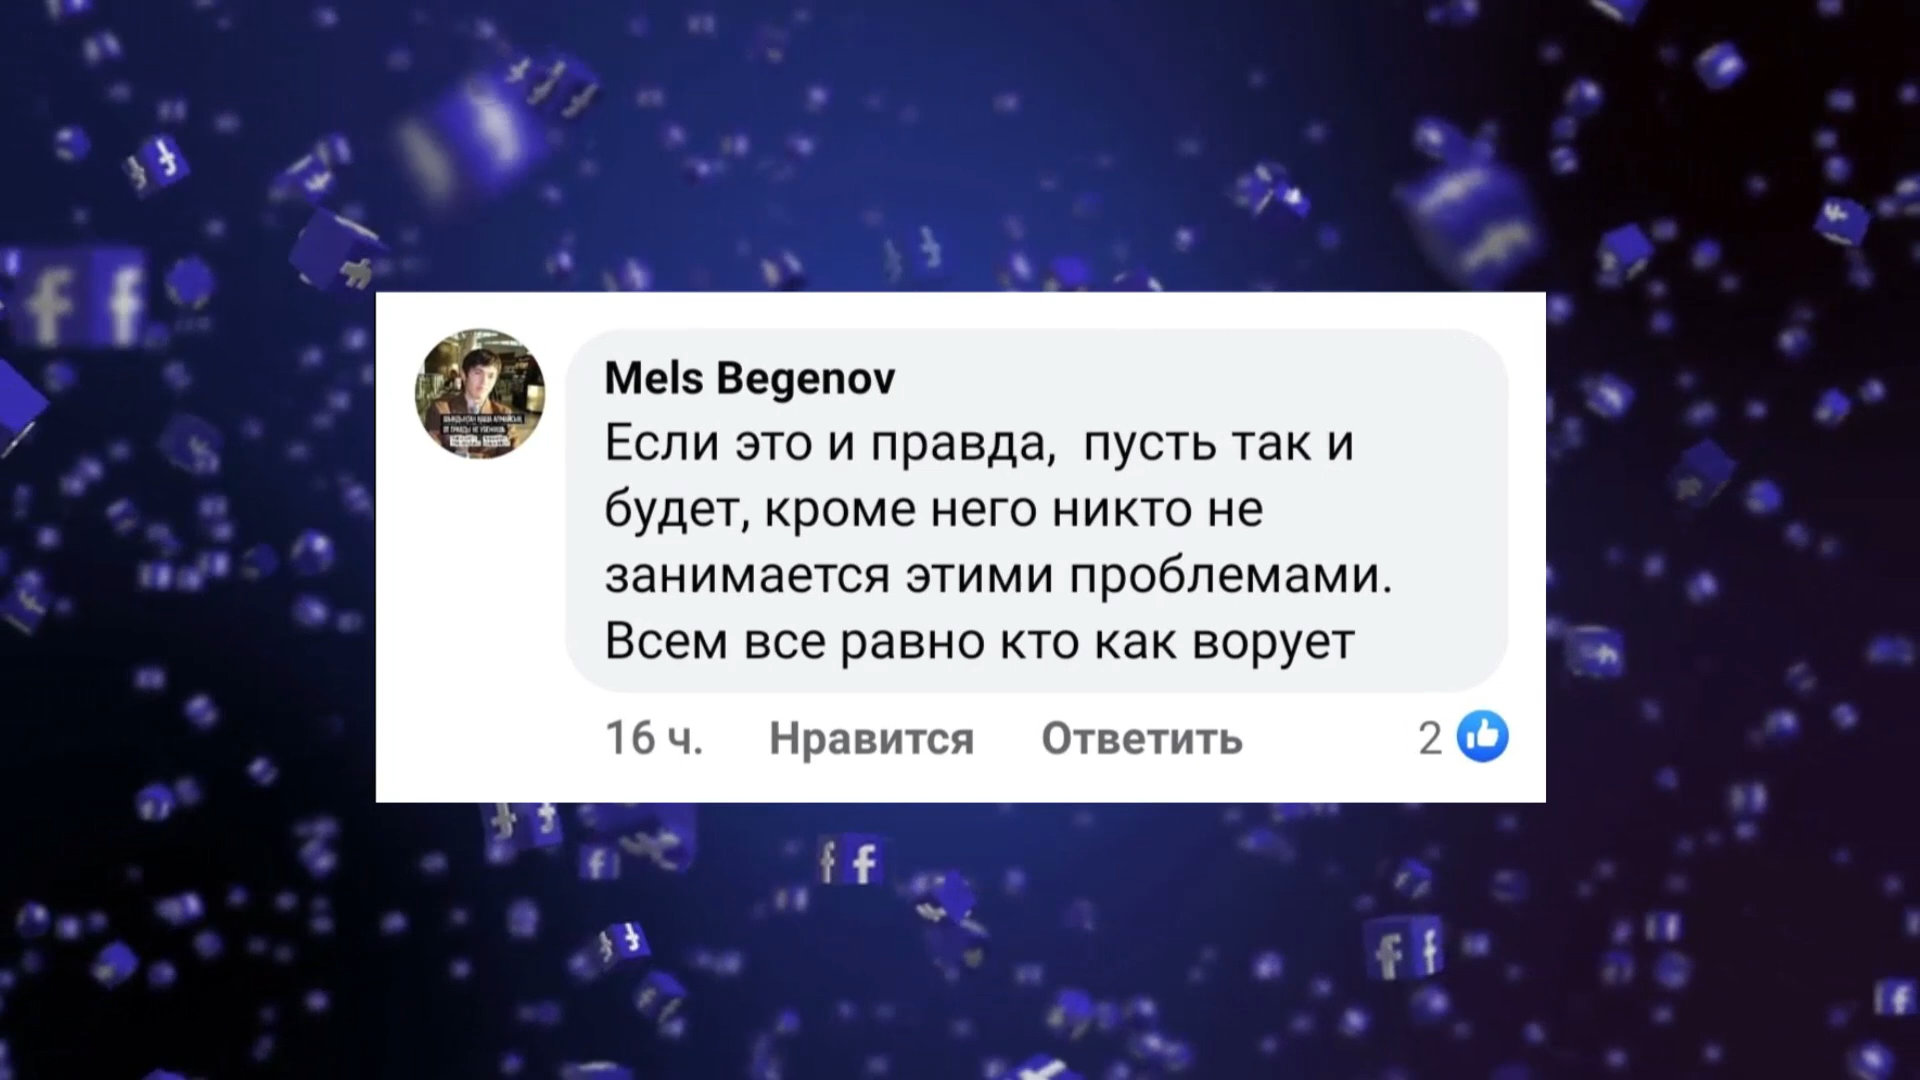 Mels Begenov
Если это и правда, пусть так и
будет, кроме него никто не
занимается этими проблемами.
Всем все равно кто как ворует
16 ч. Нравится Ответить 2